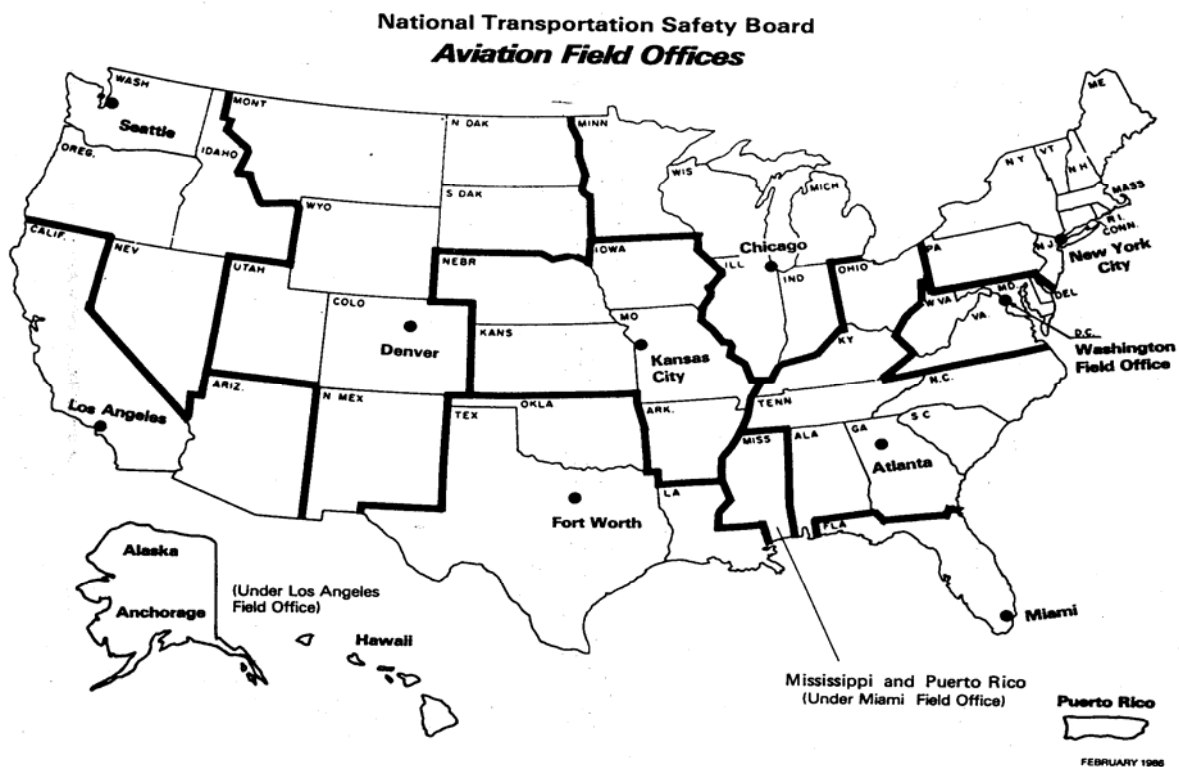 National Transportation Safety Board
Aviation Field Offices
WASH
Seattle
MONT
N DAK
MINN
ME
OREG.
IDAHO
S DAK
WIS
MICH
N Y
VT
N H
MASS
R. I.
CONN.
WYO
CALIF.
NEV
UTAH
NEBR
IOWA
Chicago
ILL
IND
OHIO
PA
N J
New York
City
COLO
Denver
KANS
MO
Kansas
City
KY
W VA
MD.
DEL
VA.
D.C.
Washington
Field Office
Los Angeles
ARIZ.
N MEX
TEX
OKLA
ARK.
TENN
N.C.
S C
MISS
ALA
GA
Atlanta
LA
FLA
Fort Worth
Miami
Alaska
Anchorage
(Under Los Angeles
Field Office)
Hawaii
Mississippi and Puerto Rico
(Under Miami Field Office)
Puerto Rico
FEBRUARY 1986